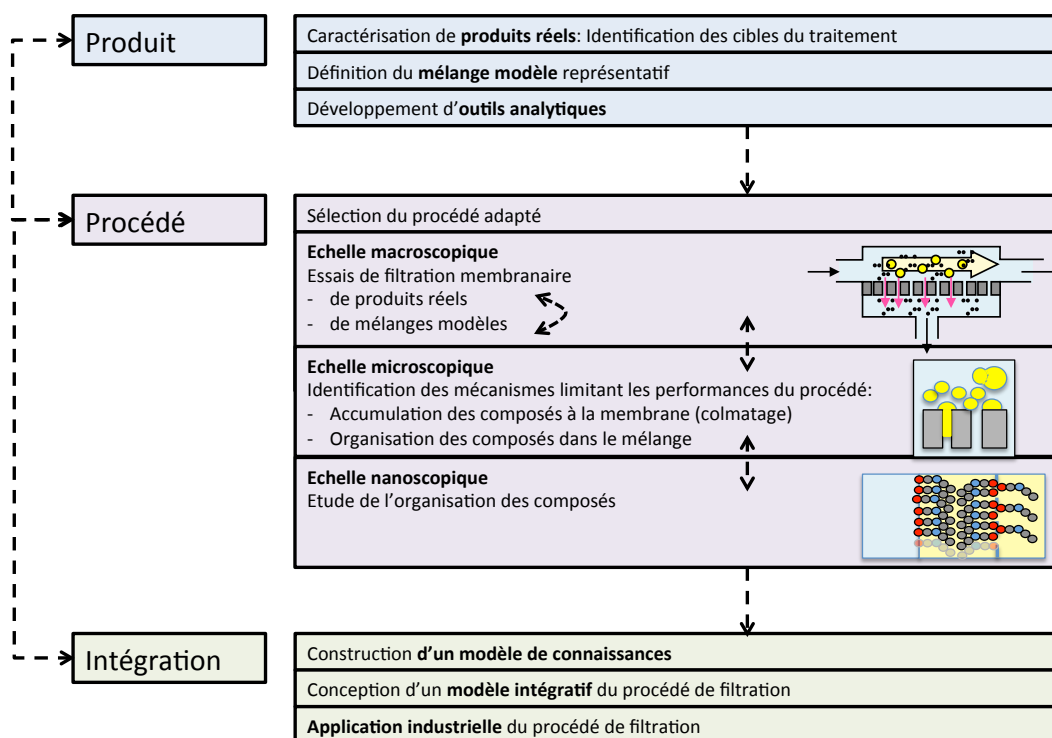 Produit
Caractérisation de produits réels: Identification des cibles du traitement
Définition du mélange modèle représentatif
Développement d’outils analytiques
Procédé
Sélection du procédé adapté
Echelle macroscopique
Essais de filtration membranaire
- de produits réels
- de mélanges modèles
Echelle microscopique
Identification des mécanismes limitant les performances du procédé:
- Accumulation des composés à la membrane (colmatage)
- Organisation des composés dans le mélange
Echelle nanoscopique
Etude de l’organisation des composés
Intégration
Construction d’un modèle de connaissances
Conception d’un modèle intégratif du procédé de filtration
Application industrielle du procédé de filtration